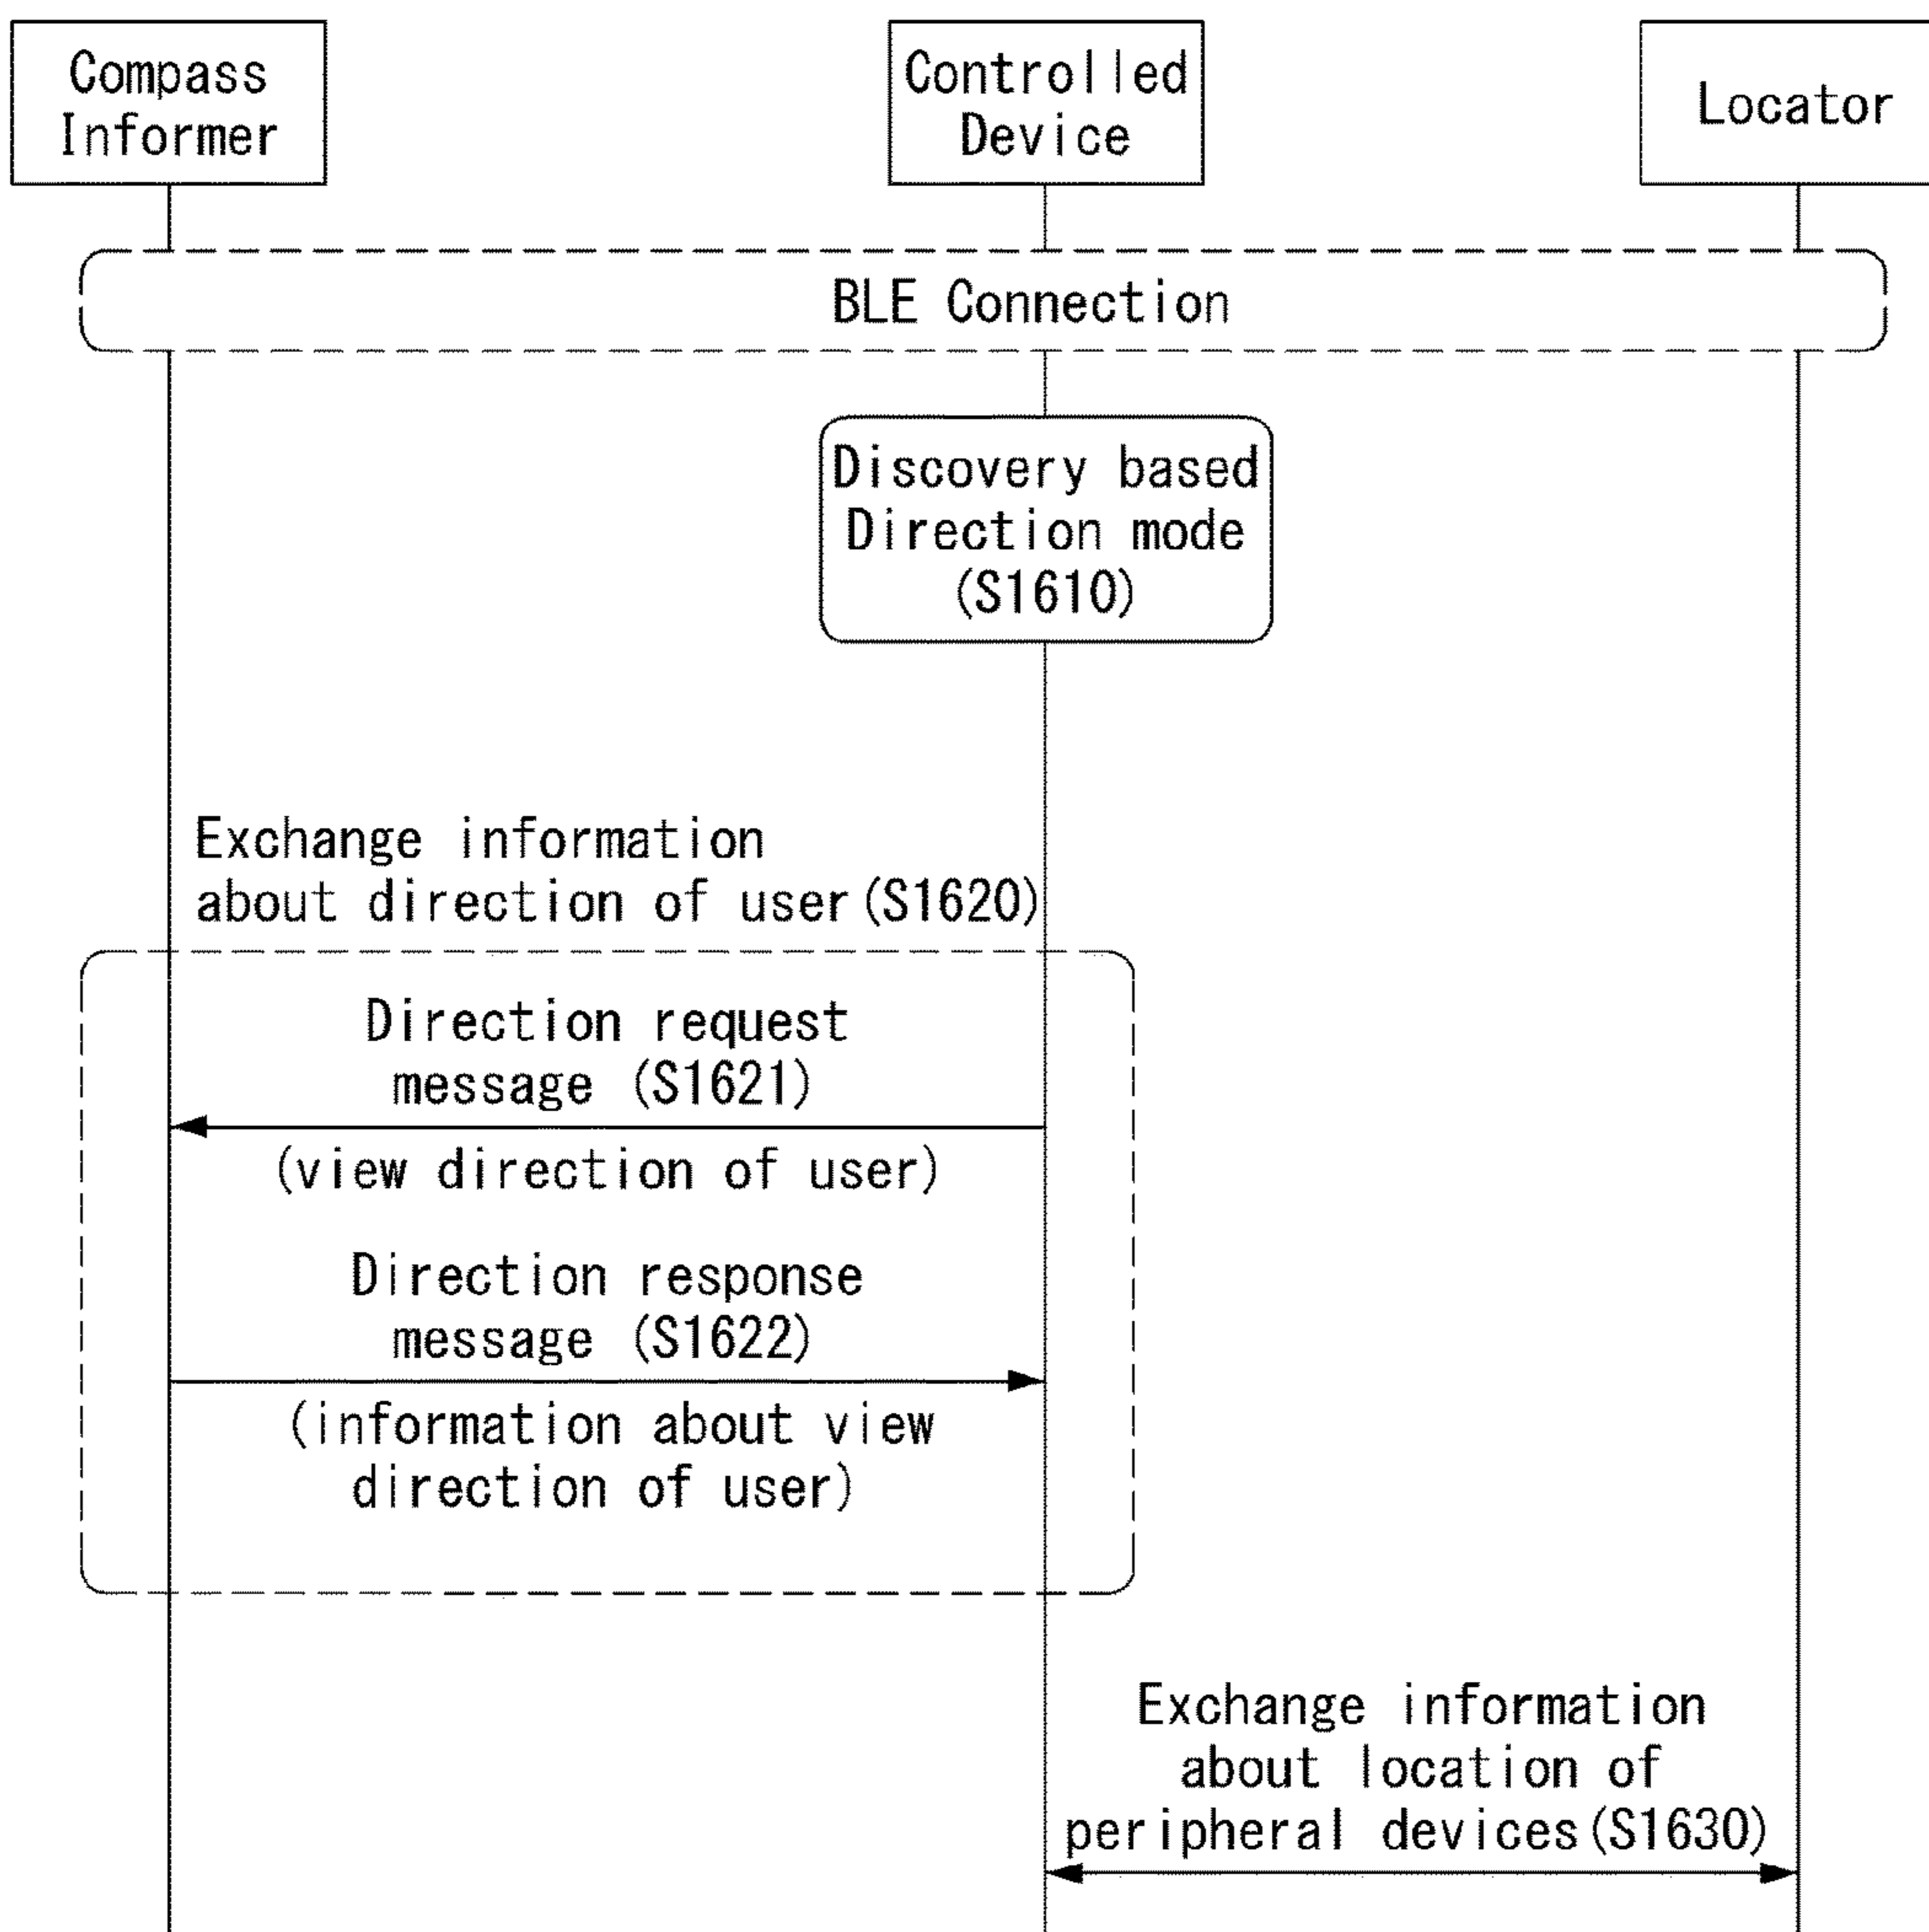 Compass
Informer
Controlled
Device
Locator
BLE Connection
Discovery based
Direction mode
(S1610)
Exchange information
about direction of user(S1620)
Direction request
message (S1621)
(view direction of user)
Direction response
message (S1622)
(information about view
direction of user)
Exchange information
about location of
peripheral devices(S1630)